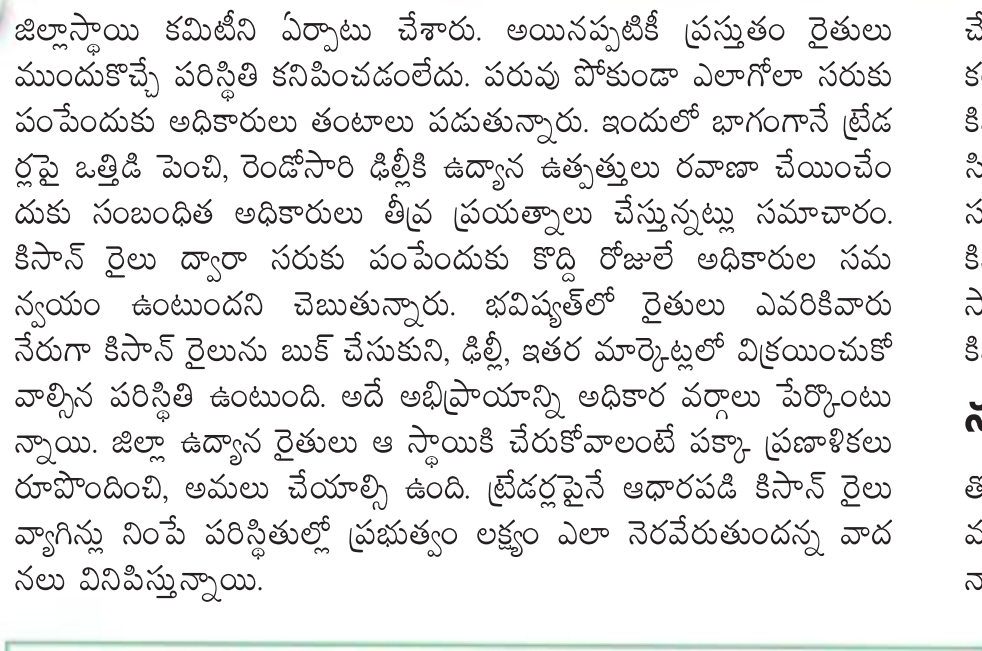 జిల్లాస్థాయి కమిటీని ఏర్పాటు చేశారు. అయినప్పటికీ ప్రస్తుతం రైతులు
ముందుకొచ్చే పరిస్థితి కనిపించడంలేదు. పరువు పోకుండా ఎలాగోలా సరుకు
పంపేందుకు అధికారులు తంటాలు పడుతున్నారు. ఇందులో భాగంగానే ట్రేడ
ర్లపై ఒత్తిడి పెంచి, రెండోసారి ఢిల్లీకి ఉద్యాన ఉత్పత్తులు రవాణా చేయించేం
దుకు సంబంధిత అధికారులు తీవ్ర ప్రయత్నాలు చేస్తున్నట్లు సమాచారం.
కిసాన్ రైలు ద్వారా సరుకు పంపేందుకు కొద్ది రోజులే అధికారుల సమ
న్వయం ఉంటుందని చెబుతున్నారు. భవిష్యత్‌లో రైతులు ఎవరికివారు
నేరుగా కిసాన్ రైలును బుక్ చేసుకుని, ఢిల్లీ, ఇతర మార్కెట్లలో విక్రయించుకో
వాల్సిన పరిస్థితి ఉంటుంది. అదే అభిప్రాయాన్ని అధికార వర్గాలు పేర్కొంటు
న్నాయి. జిల్లా ఉద్యాన రైతులు ఆ స్థాయికి చేరుకోవాలంటే పక్కా ప్రణాళికలు
రూపొందించి, అమలు చేయాల్సి ఉంది. ట్రేడర్లపైనే ఆధారపడి కిసాన్ రైలు
వ్యాగిన్లు నింపే పరిస్థితుల్లో ప్రభుత్వం లక్ష్యం ఎలా నెరవేరుతుందన్న వాద
నలు వినిపిస్తున్నాయి.